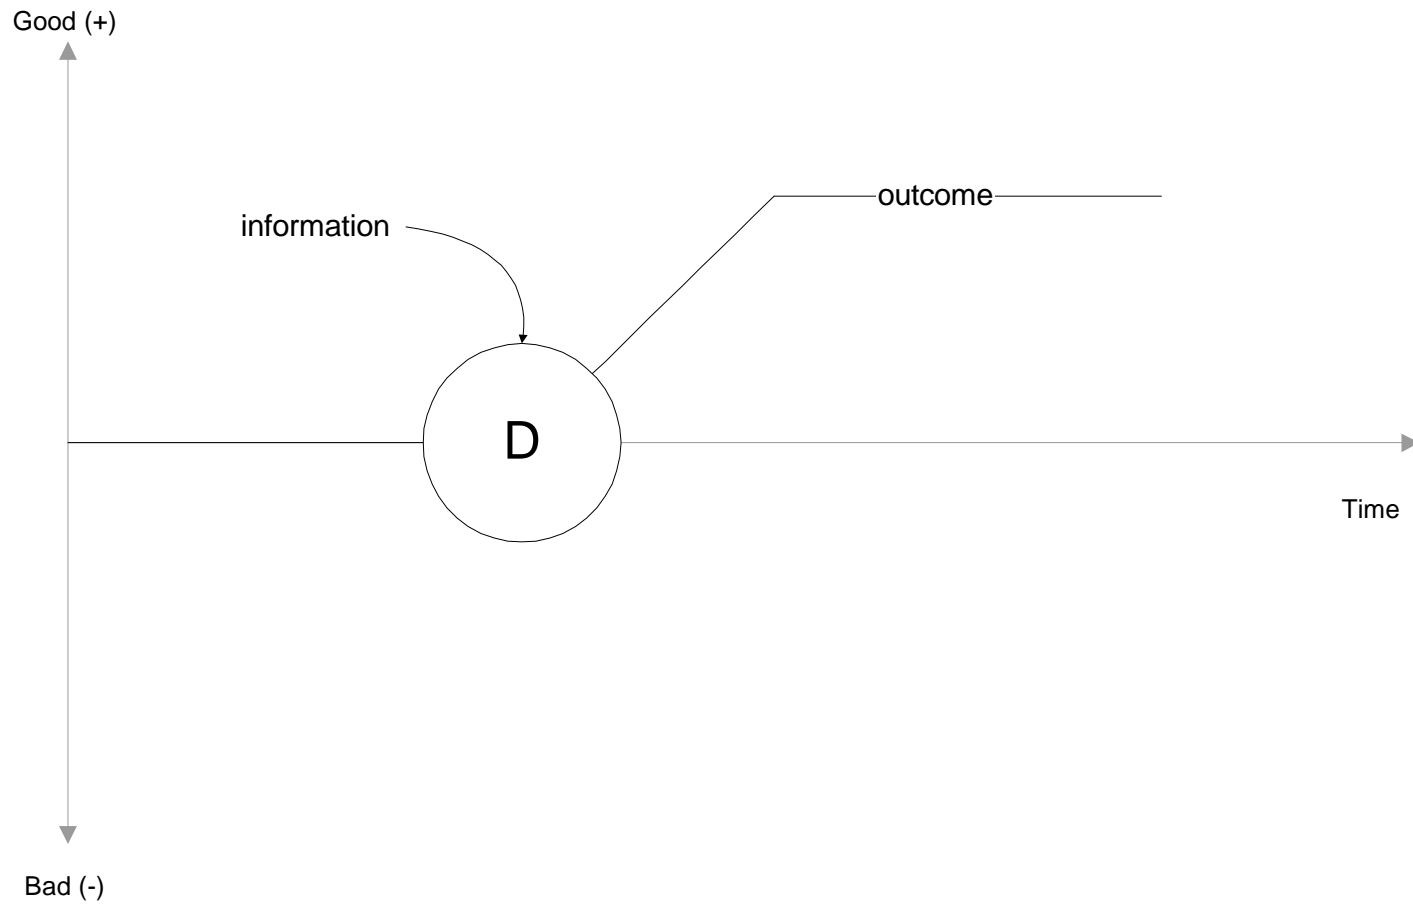 Good (+)
outcome
information
D
Time
Bad (-)